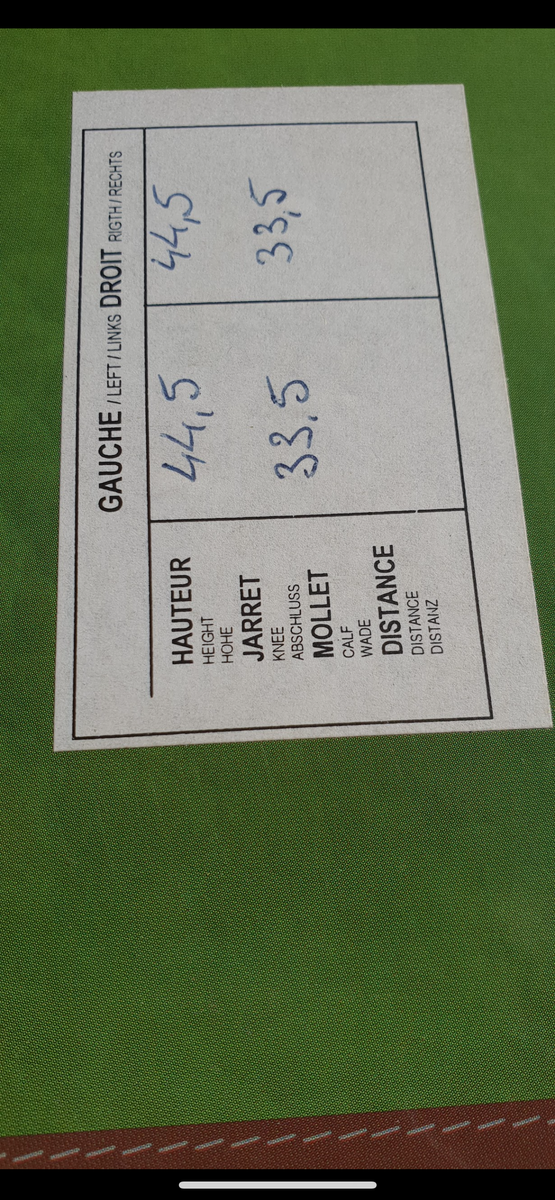 GAUCHE / LEFT / LINKS DROIT RIGTH / RECHTS
HAUTEUR 44,5 44,5
HEIGHT
HOHE
JARRET
KNEE 33,5 33,5
ABSCHLUSS
MOLLET
CALF
WADE
DISTANCE
DISTANCE
DISTANZ